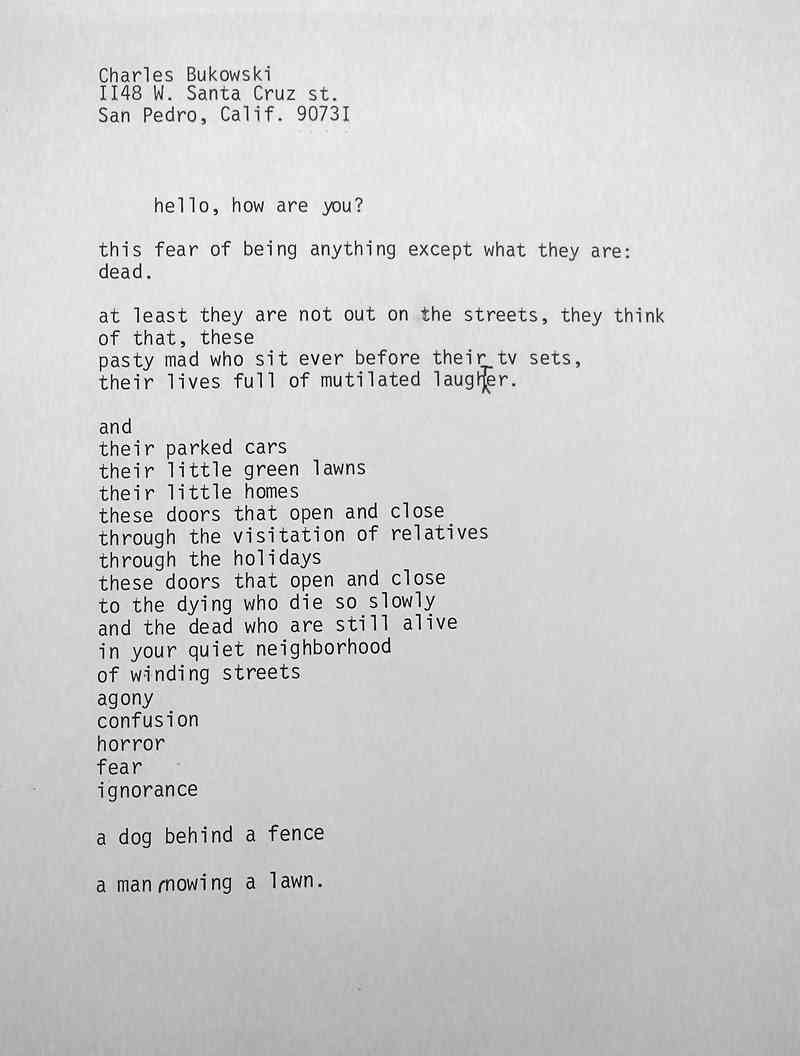 Charles Bukowski
II48 W. Santa Cruz st.
San Pedro, Calif. 9073I
hello, how are you?
this fear of being anything except what they are:
dead.
at least they are not out on the streets, they think
of that, these
pasty mad who sit ever before their tv sets,
their lives full of mutilated laughter.
and
their parked cars
their little green lawns
their little homes
these doors that open and close
through the visitation of relatives
through the holidays
these doors that open and close
to the dying who die so slowly
and the dead who are still alive
in your quiet neighborhood
of winding streets
agony
confusion
horror
fear
ignorance
a dog behind a fence
a man mowing a lawn.